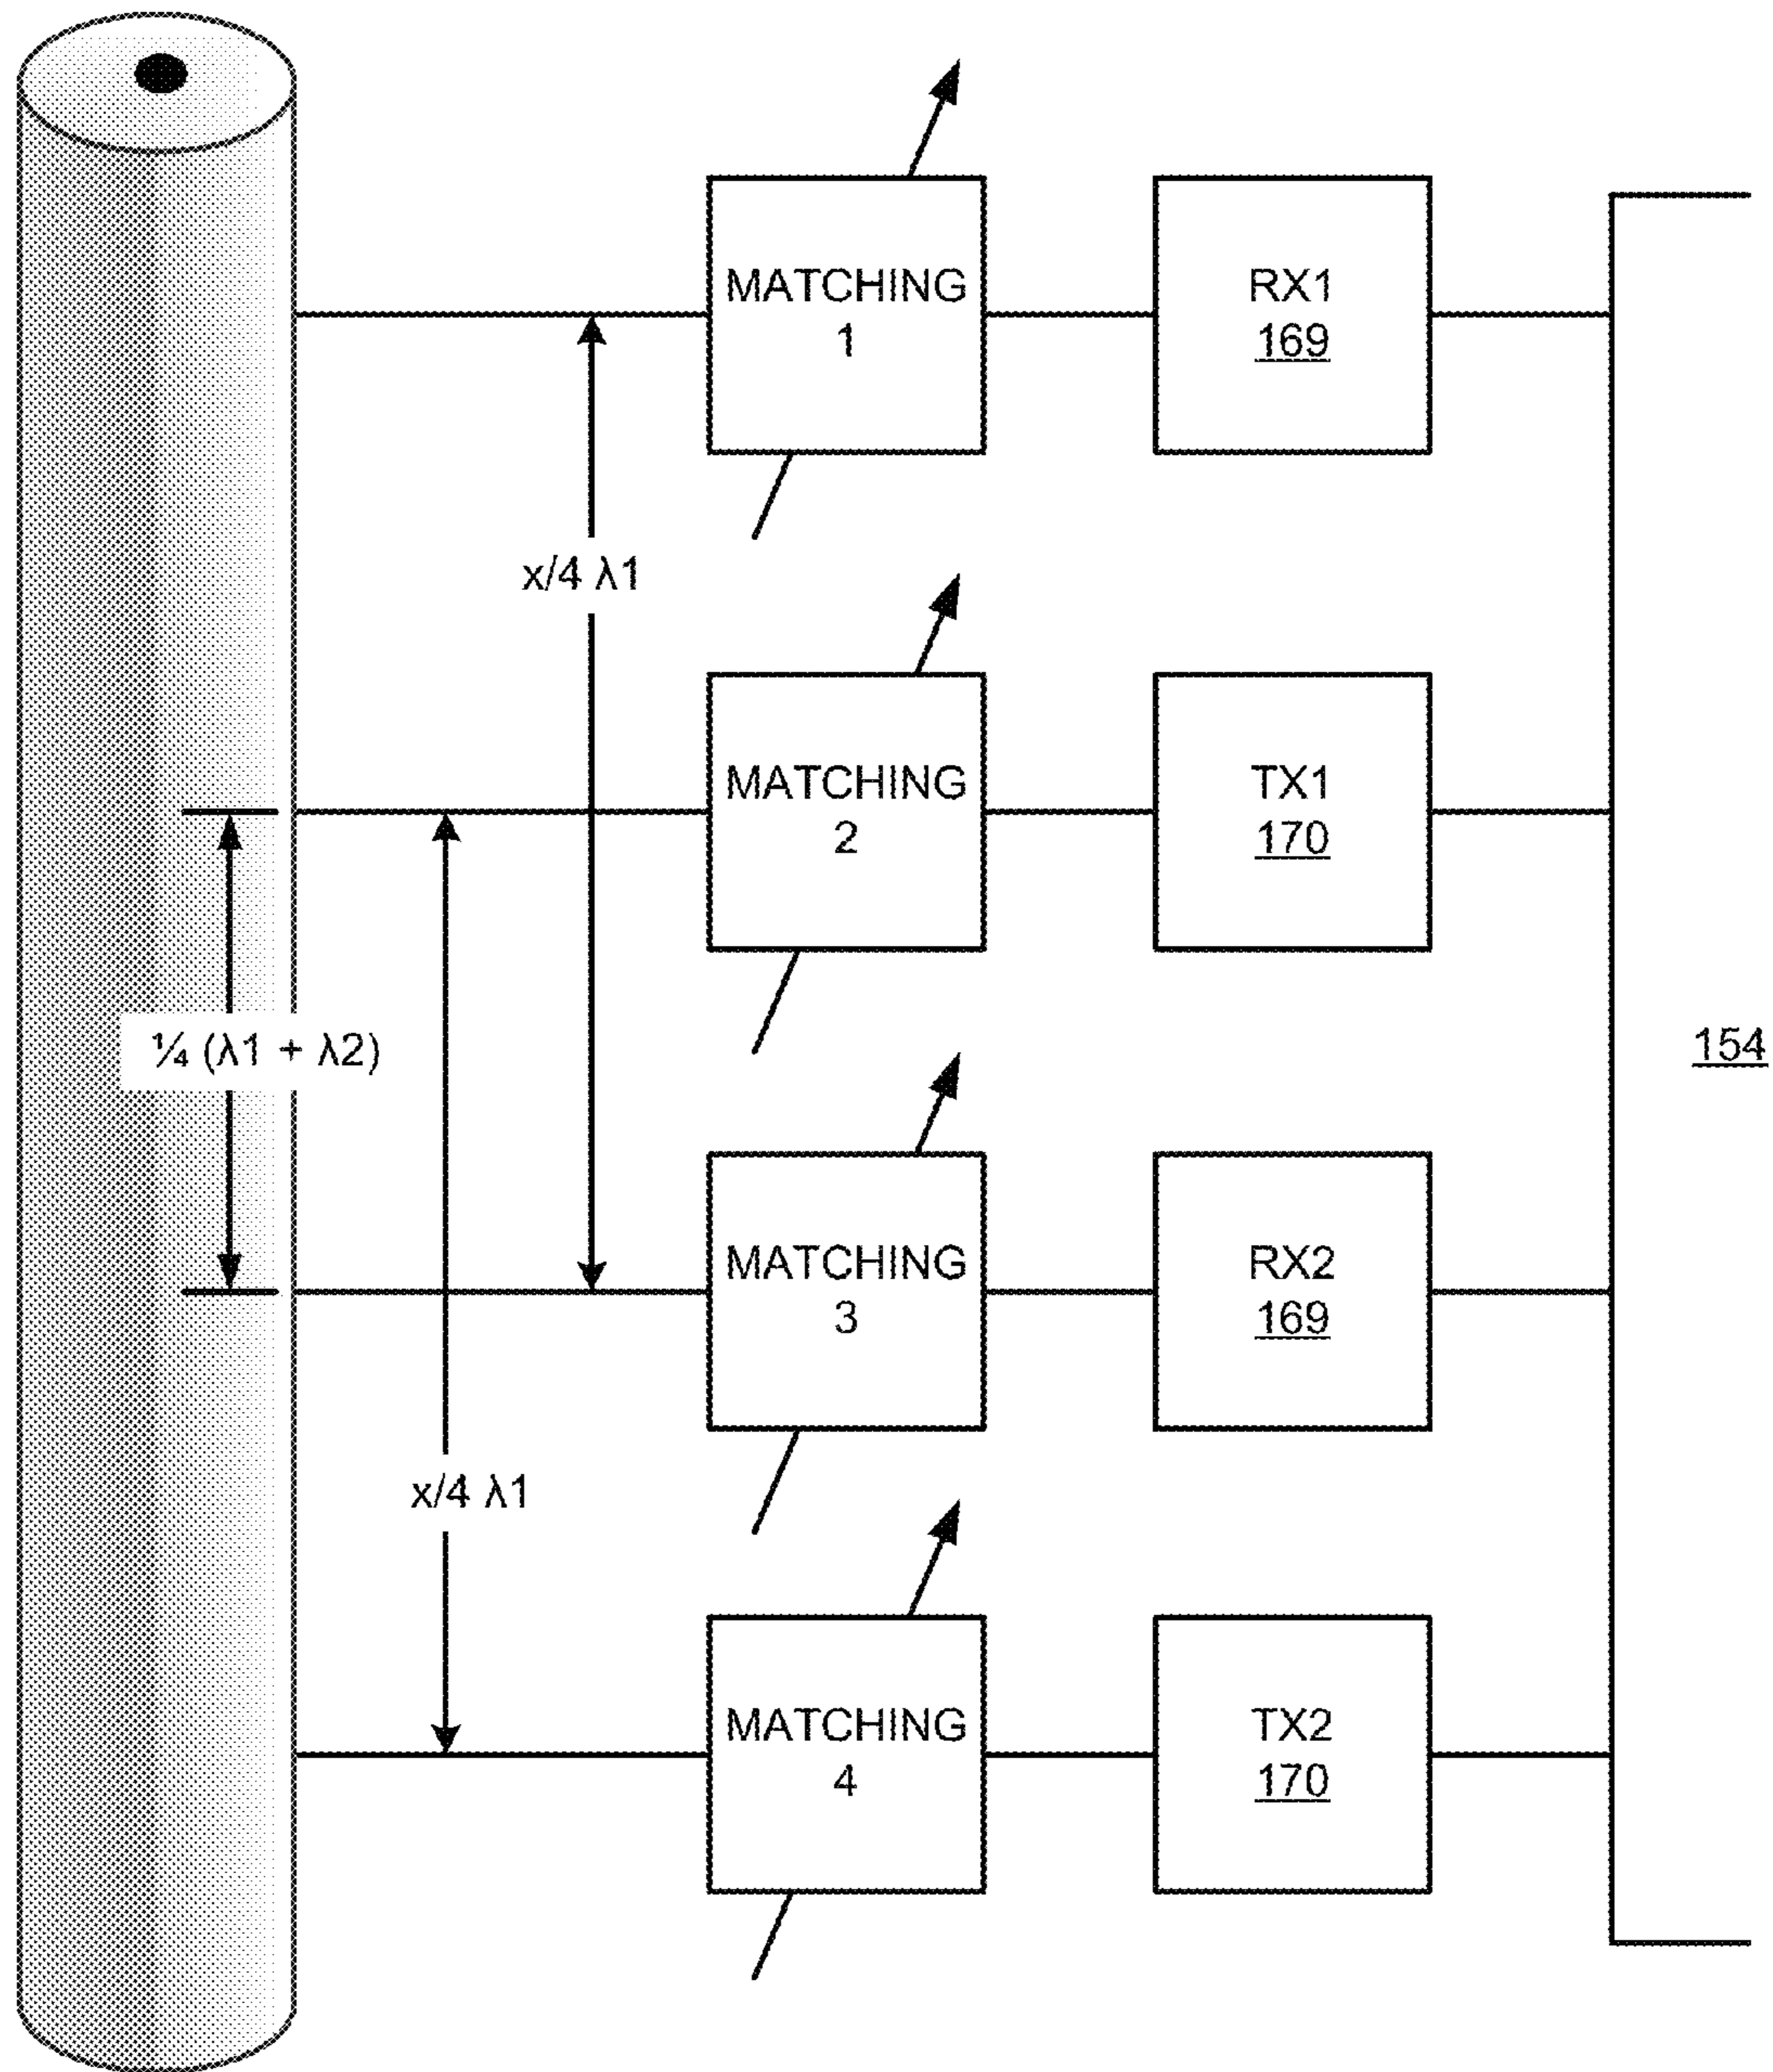 MATCHING
1
RX1
169
x/4 λ1
MATCHING
2
TX1
170
¼ (λ1 + λ2)
154
MATCHING
3
RX2
169
x/4 λ1
MATCHING
4
TX2
170